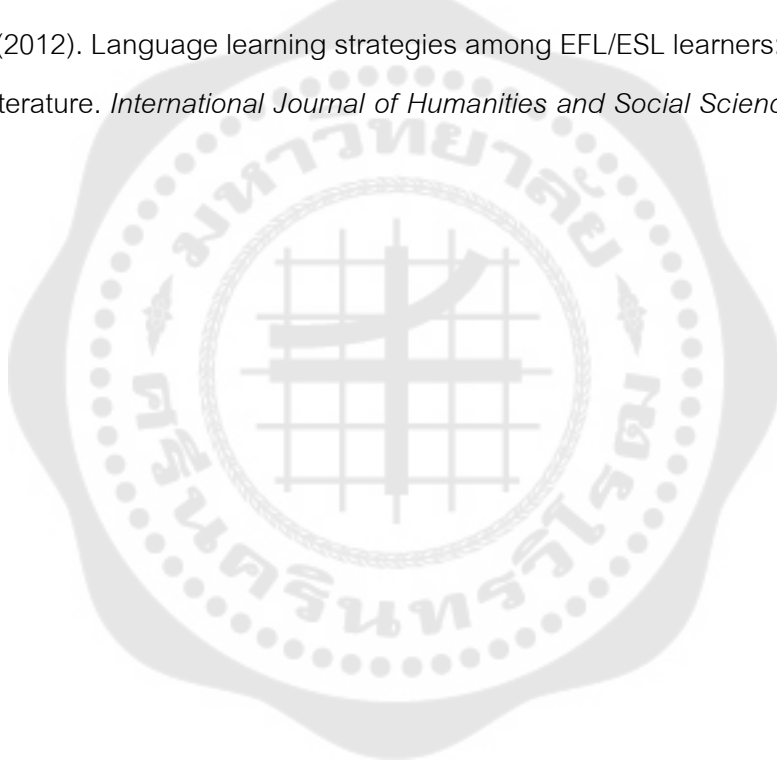 (2012). Language learning strategies among EFL/ESL learners:
terature. International Journal of Humanities and Social Scienc
มหาวิทยาลัย
ศรีนครินทรวิโรฒ